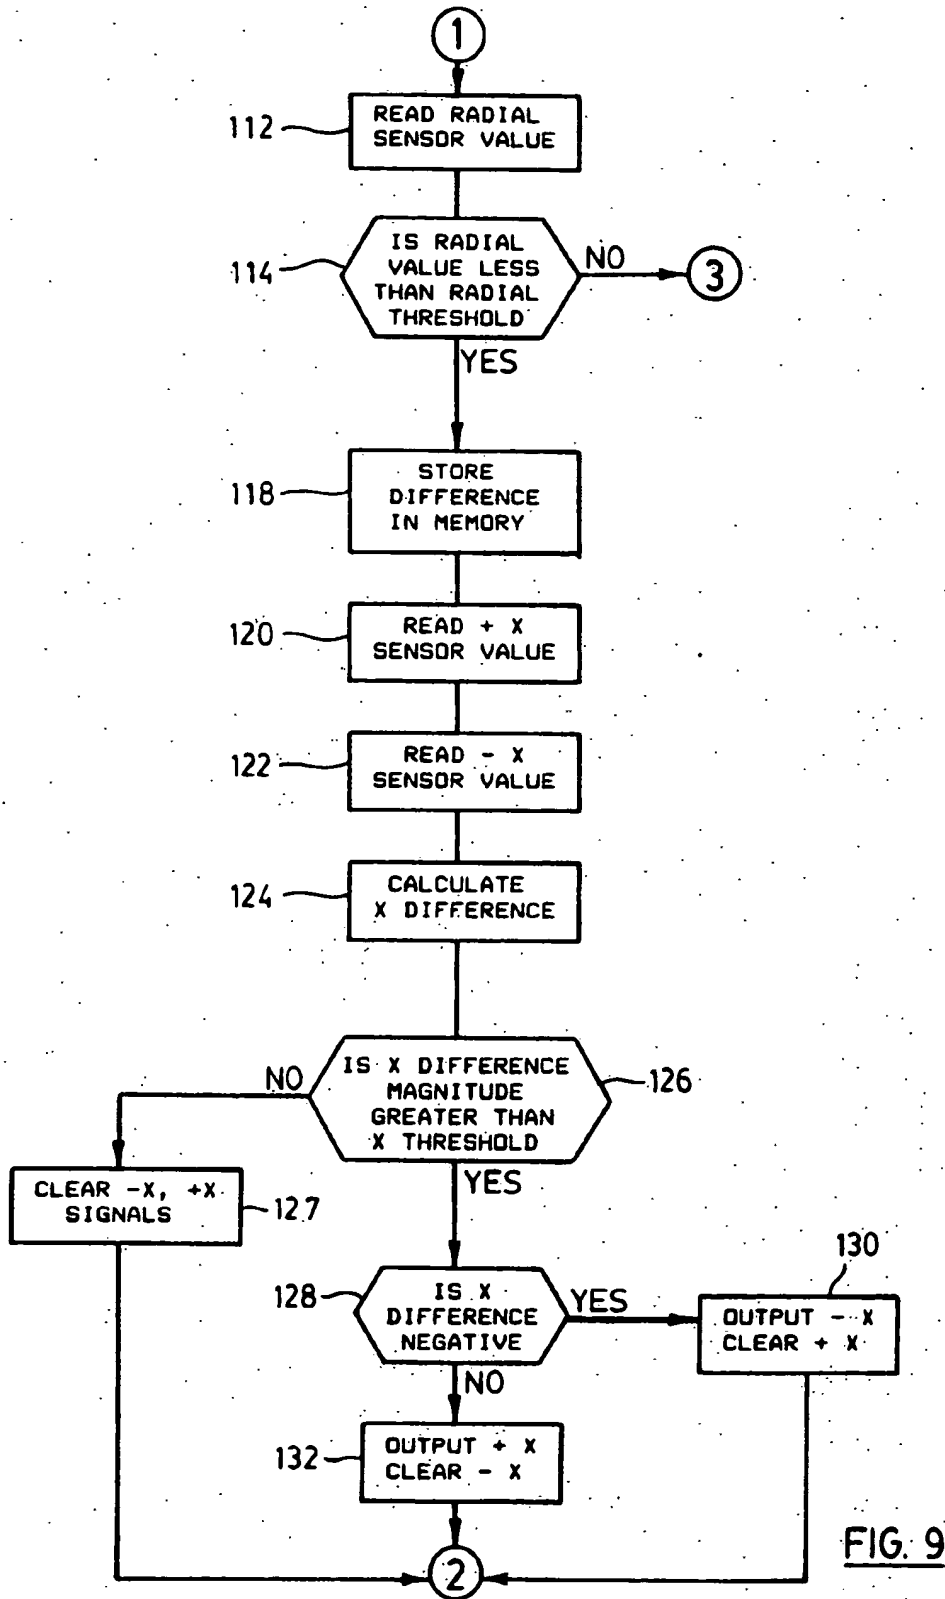 1
112
READ RADIAL
SENSOR VALUE
114
IS RADIAL
VALUE LESS
THAN RADIAL
THRESHOLD
NO
3
YES
118
STORE
DIFFERENCE
IN MEMORY
120
READ + X
SENSOR VALUE
122
READ - X
SENSOR VALUE
124
CALCULATE
X DIFFERENCE
NO
IS X DIFFERENCE
MAGNITUDE
GREATER THAN
X THRESHOLD
126
YES
CLEAR -X, +X
SIGNALS
127
128
IS X
DIFFERENCE
NEGATIVE
YES
130
OUTPUT - X
CLEAR + X
NO
132
OUTPUT + X
CLEAR - X
2
FIG. 9